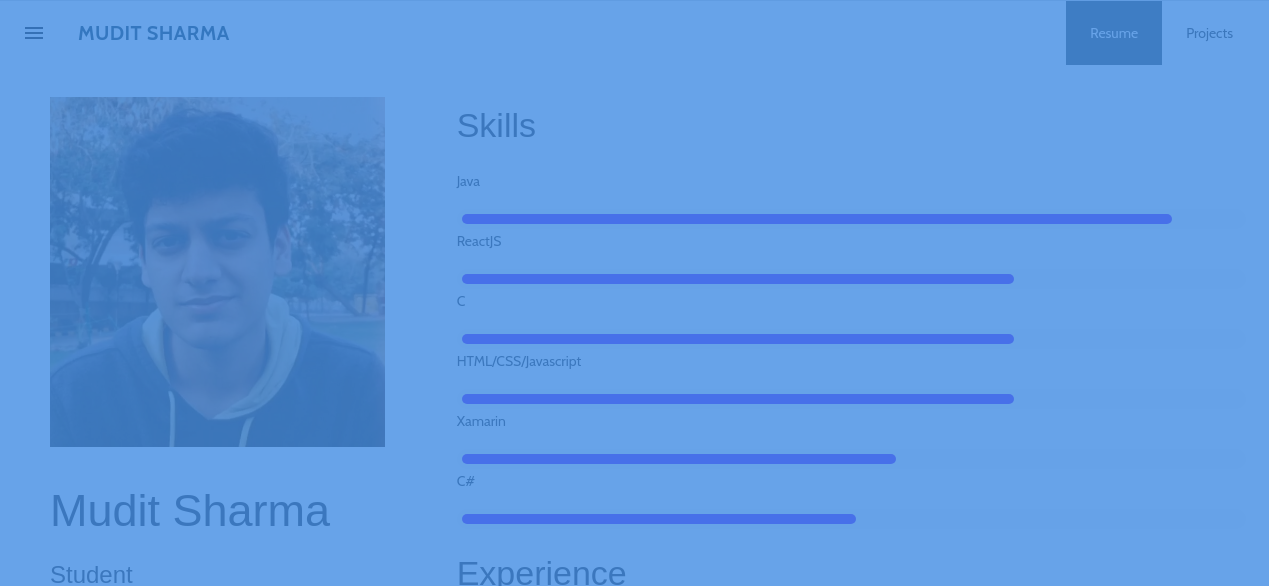 MUDIT SHARMA
Resume
Projects
Skills
Java
ReactJS
C
HTML/CSS/Javascript
Xamarin
C#
Mudit Sharma
Student
Experience